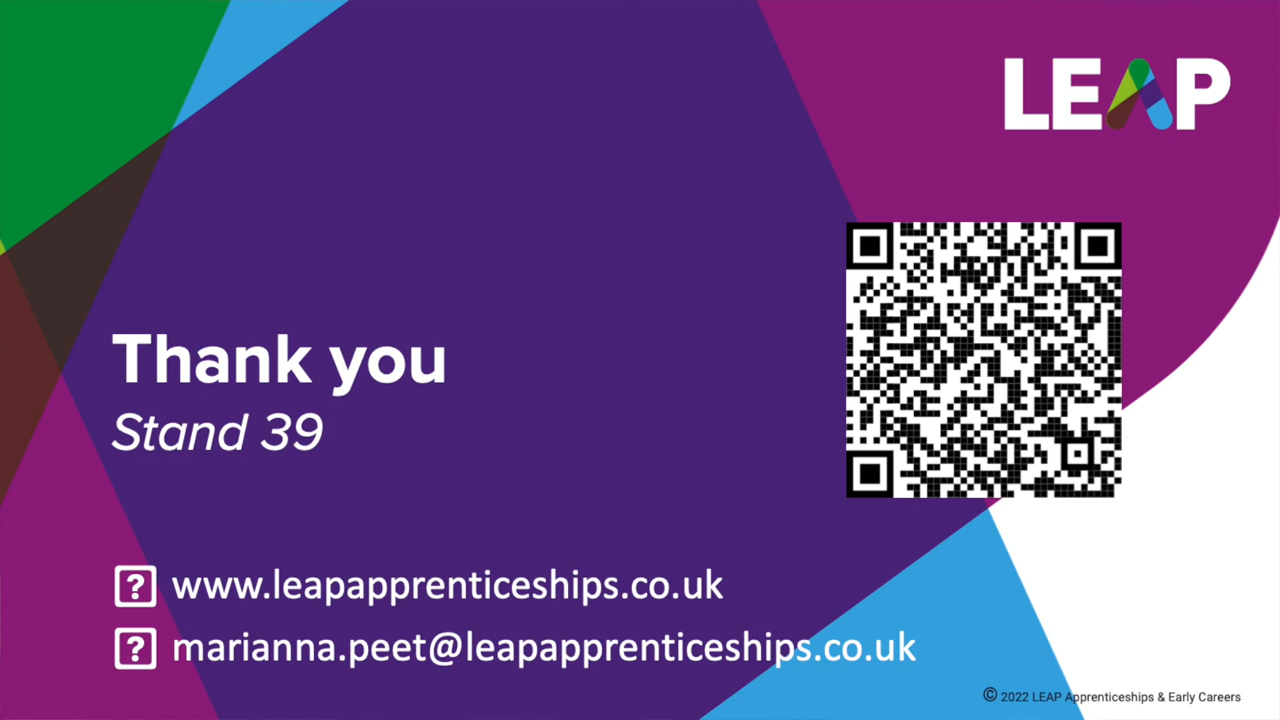 LEAP
Thank you
Stand 39
www.leapapprenticeships.co.uk
marianna.peet@leapapprenticeships.co.uk
© 2022 LEAP Apprenticeships & Early Careers